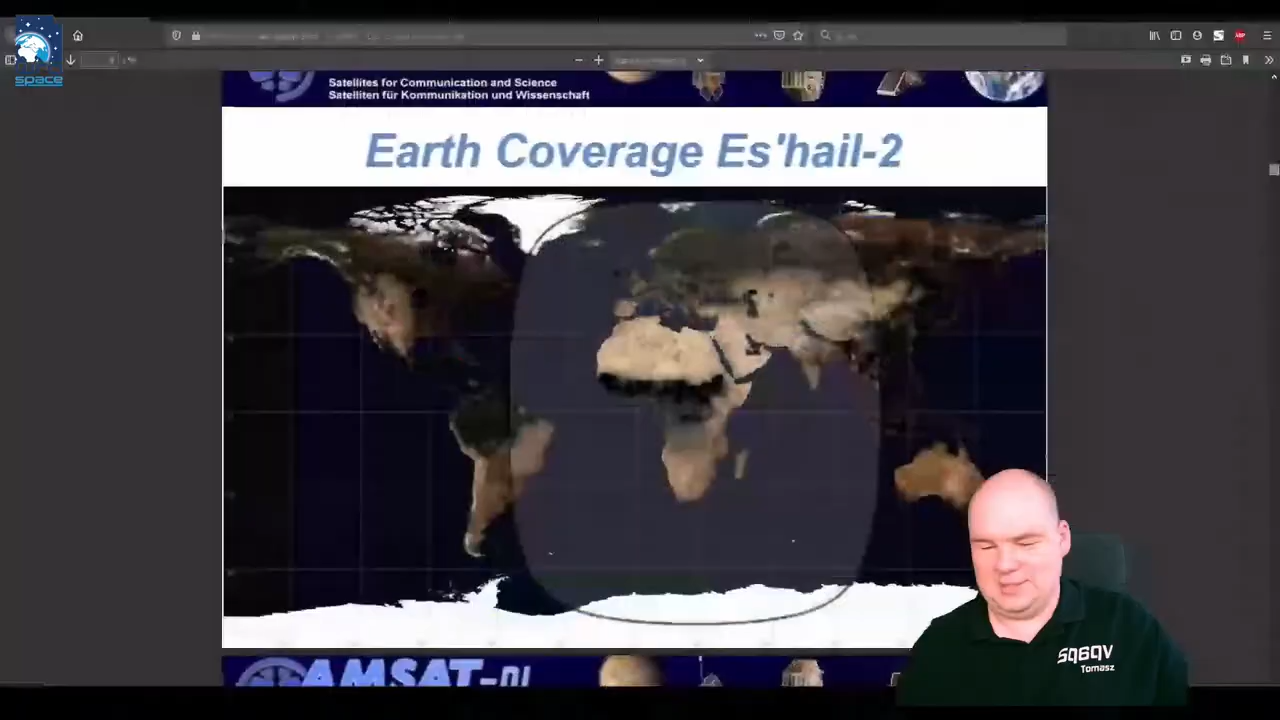 space
Satellites for Communication and Science
Satelliten für Kommunikation und Wissenschaft
Earth Coverage Es'hail-2
AMSAT-DL
SQ6QV
Tomasz